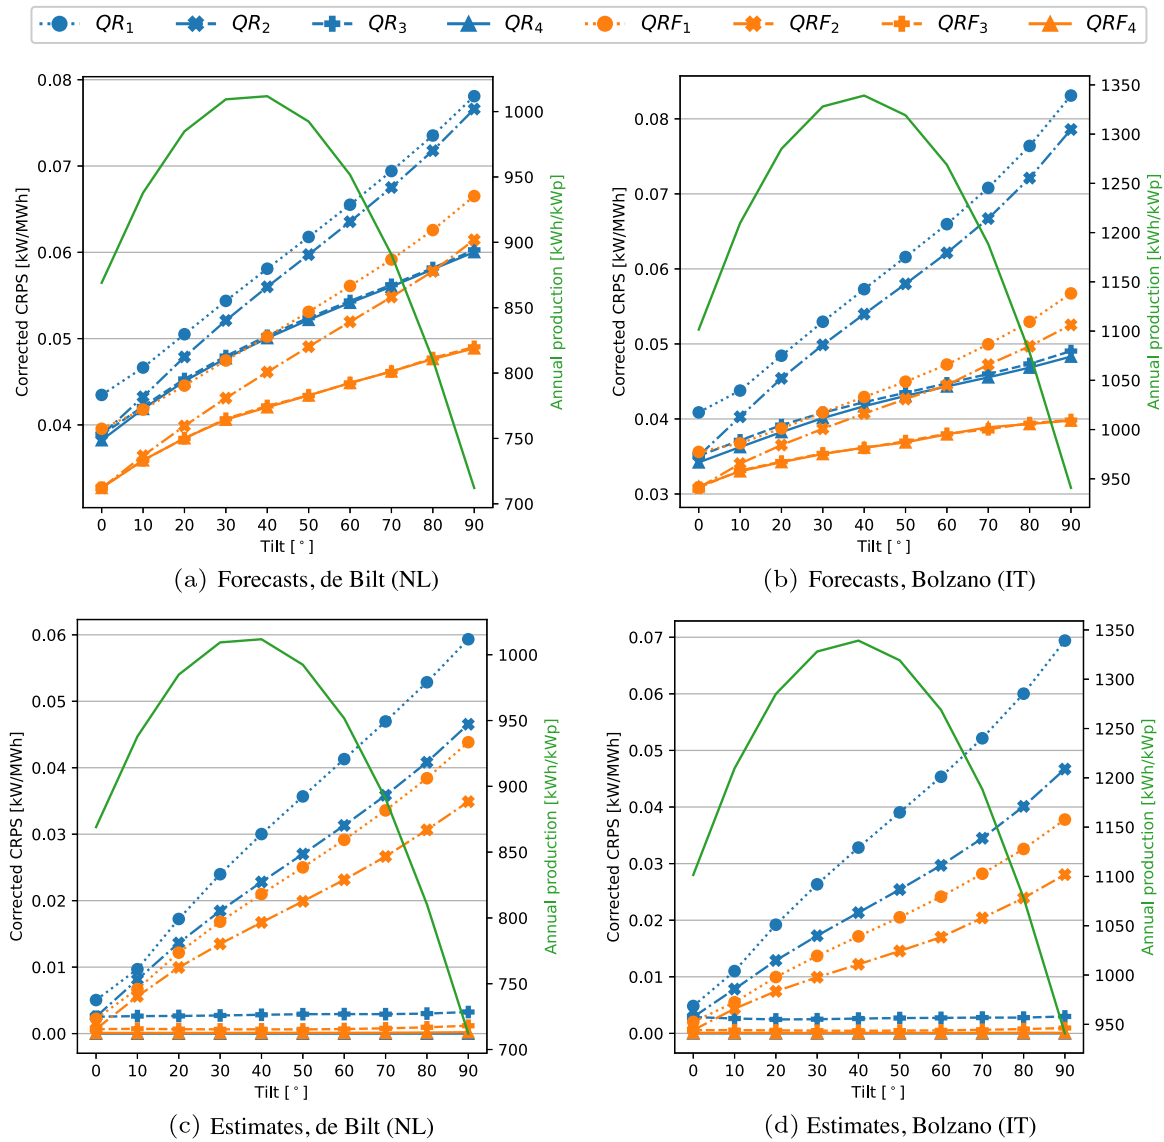 QR1 QR2 QR3 QR4 QRF1 QRF2 QRF3 QRF4
0.08
0.07
0.06
0.05
0.04
Corrected CRPS [kW/MWh]
1000
950
900
850
800
750
700
Annual production [kWh/kWp]
0 10 20 30 40 50 60 70 80 90
Tilt [°]
(a) Forecasts, de Bilt (NL)
0.08
0.07
0.06
0.05
0.04
0.03
Corrected CRPS [kW/MWh]
1350
1300
1250
1200
1150
1100
1050
1000
950
Annual production [kWh/kWp]
0 10 20 30 40 50 60 70 80 90
Tilt [°]
(b) Forecasts, Bolzano (IT)
0.06
0.05
0.04
0.03
0.02
0.01
0.00
Corrected CRPS [kW/MWh]
1000
950
900
850
800
750
700
Annual production [kWh/kWp]
0 10 20 30 40 50 60 70 80 90
Tilt [°]
(c) Estimates, de Bilt (NL)
0.07
0.06
0.05
0.04
0.03
0.02
0.01
0.00
Corrected CRPS [kW/MWh]
1350
1300
1250
1200
1150
1100
1050
1000
950
Annual production [kWh/kWp]
0 10 20 30 40 50 60 70 80 90
Tilt [°]
(d) Estimates, Bolzano (IT)